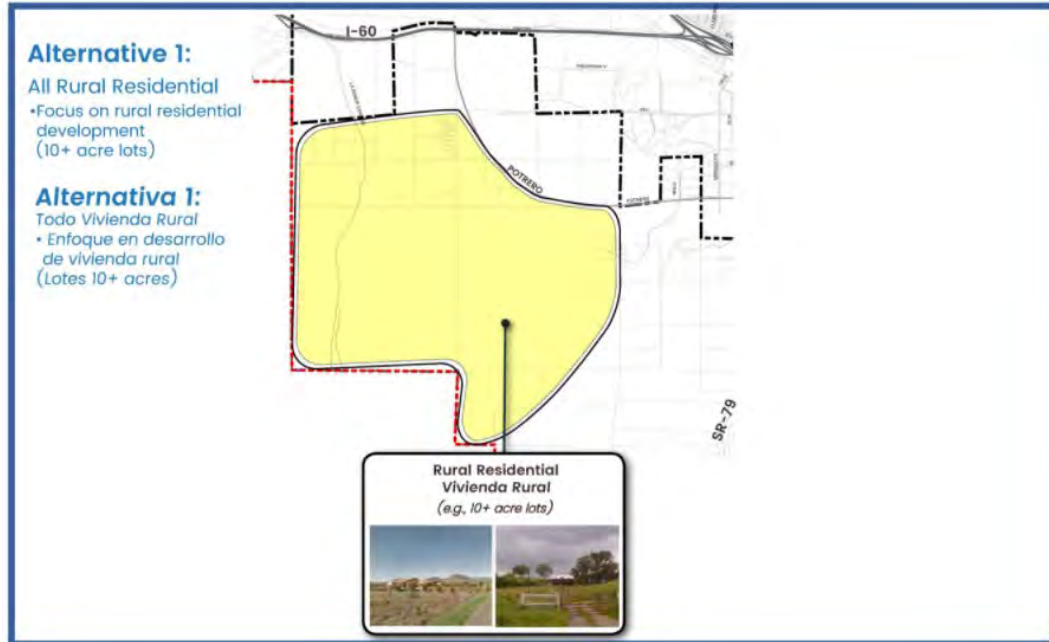 Alternative 1:
All Rural Residential
•Focus on rural residential
development
(10+ acre lots)
Alternativa 1:
Todo Vivienda Rural
• Enfoque en desarrollo
de vivienda rural
(Lotes 10+ acres)
I-60
POTRERO
SR-79
Rural Residential
Vivienda Rural
(e.g., 10+ acre lots)